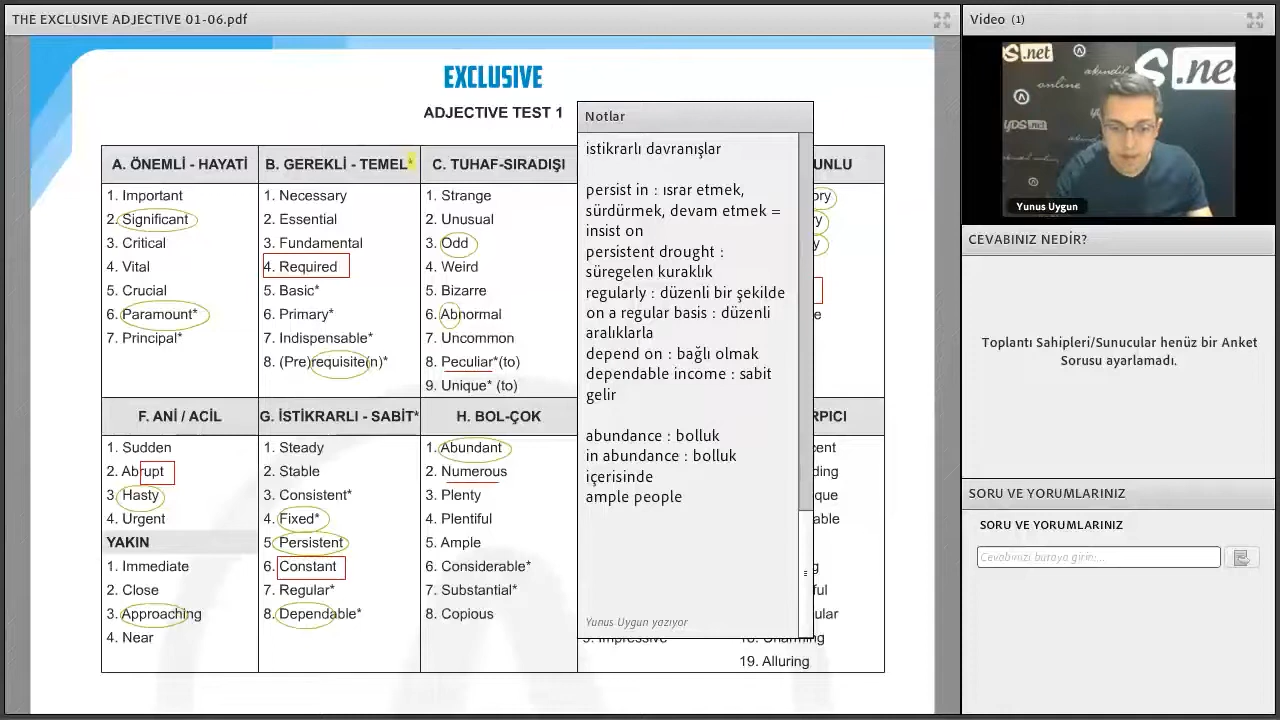 THE EXCLUSIVE ADJECTIVE 01-06.pdf
EXCLUSIVE
ADJECTIVE TEST 1
A. ÖNEMLİ - HAYATİ
1. Important
2. Significant
3. Critical
4. Vital
5. Crucial
6. Paramount*
7. Principal*
B. GEREKLİ - TEMEL*
1. Necessary
2. Essential
3. Fundamental
4. Required
5. Basic*
6. Primary*
7. Indispensable*
8. (Pre)requisite(n)*
C. TUHAF-SIRADIŞI
1. Strange
2. Unusual
3. Odd
4. Weird
5. Bizarre
6. Abnormal
7. Uncommon
8. Peculiar*(to)
9. Unique* (to)
F. ANİ / ACİL
1. Sudden
2. Abrupt
3. Hasty
4. Urgent
YAKIN
1. Immediate
2. Close
3. Approaching
4. Near
G. İSTİKRARLI - SABİT*
1. Steady
2. Stable
3. Consistent*
4. Fixed*
5 Persistent
6. Constant
7. Regular*
8. Dependable*
H. BOL-ÇOK
1. Abundant
2. Numerous
3. Plenty
4. Plentiful
5. Ample
6. Considerable*
7. Substantial*
8. Copious
19. Alluring
Notlar
istikrarlı davranışlar
persist in : ısrar etmek,
sürdürmek, devam etmek =
insist on
persistent drought :
süregelen kuraklık
regularly : düzenli bir şekilde
on a regular basis : düzenli
aralıklarla
depend on : bağlı olmak
dependable income : sabit
gelir
abundance : bolluk
in abundance : bolluk
içerisinde
ample people
Yunus Uygun yazıyor
Video (1)
S.net
online
akındil
S.net
YDS.net
Yunus Uygun
CEVABINIZ NEDİR?
Toplantı Sahipleri/Sunucular henüz bir Anket
Sorusu ayarlamadı.
SORU VE YORUMLARINIZ
SORU VE YORUMLARINIZ
Cevabınızı buraya girin:...